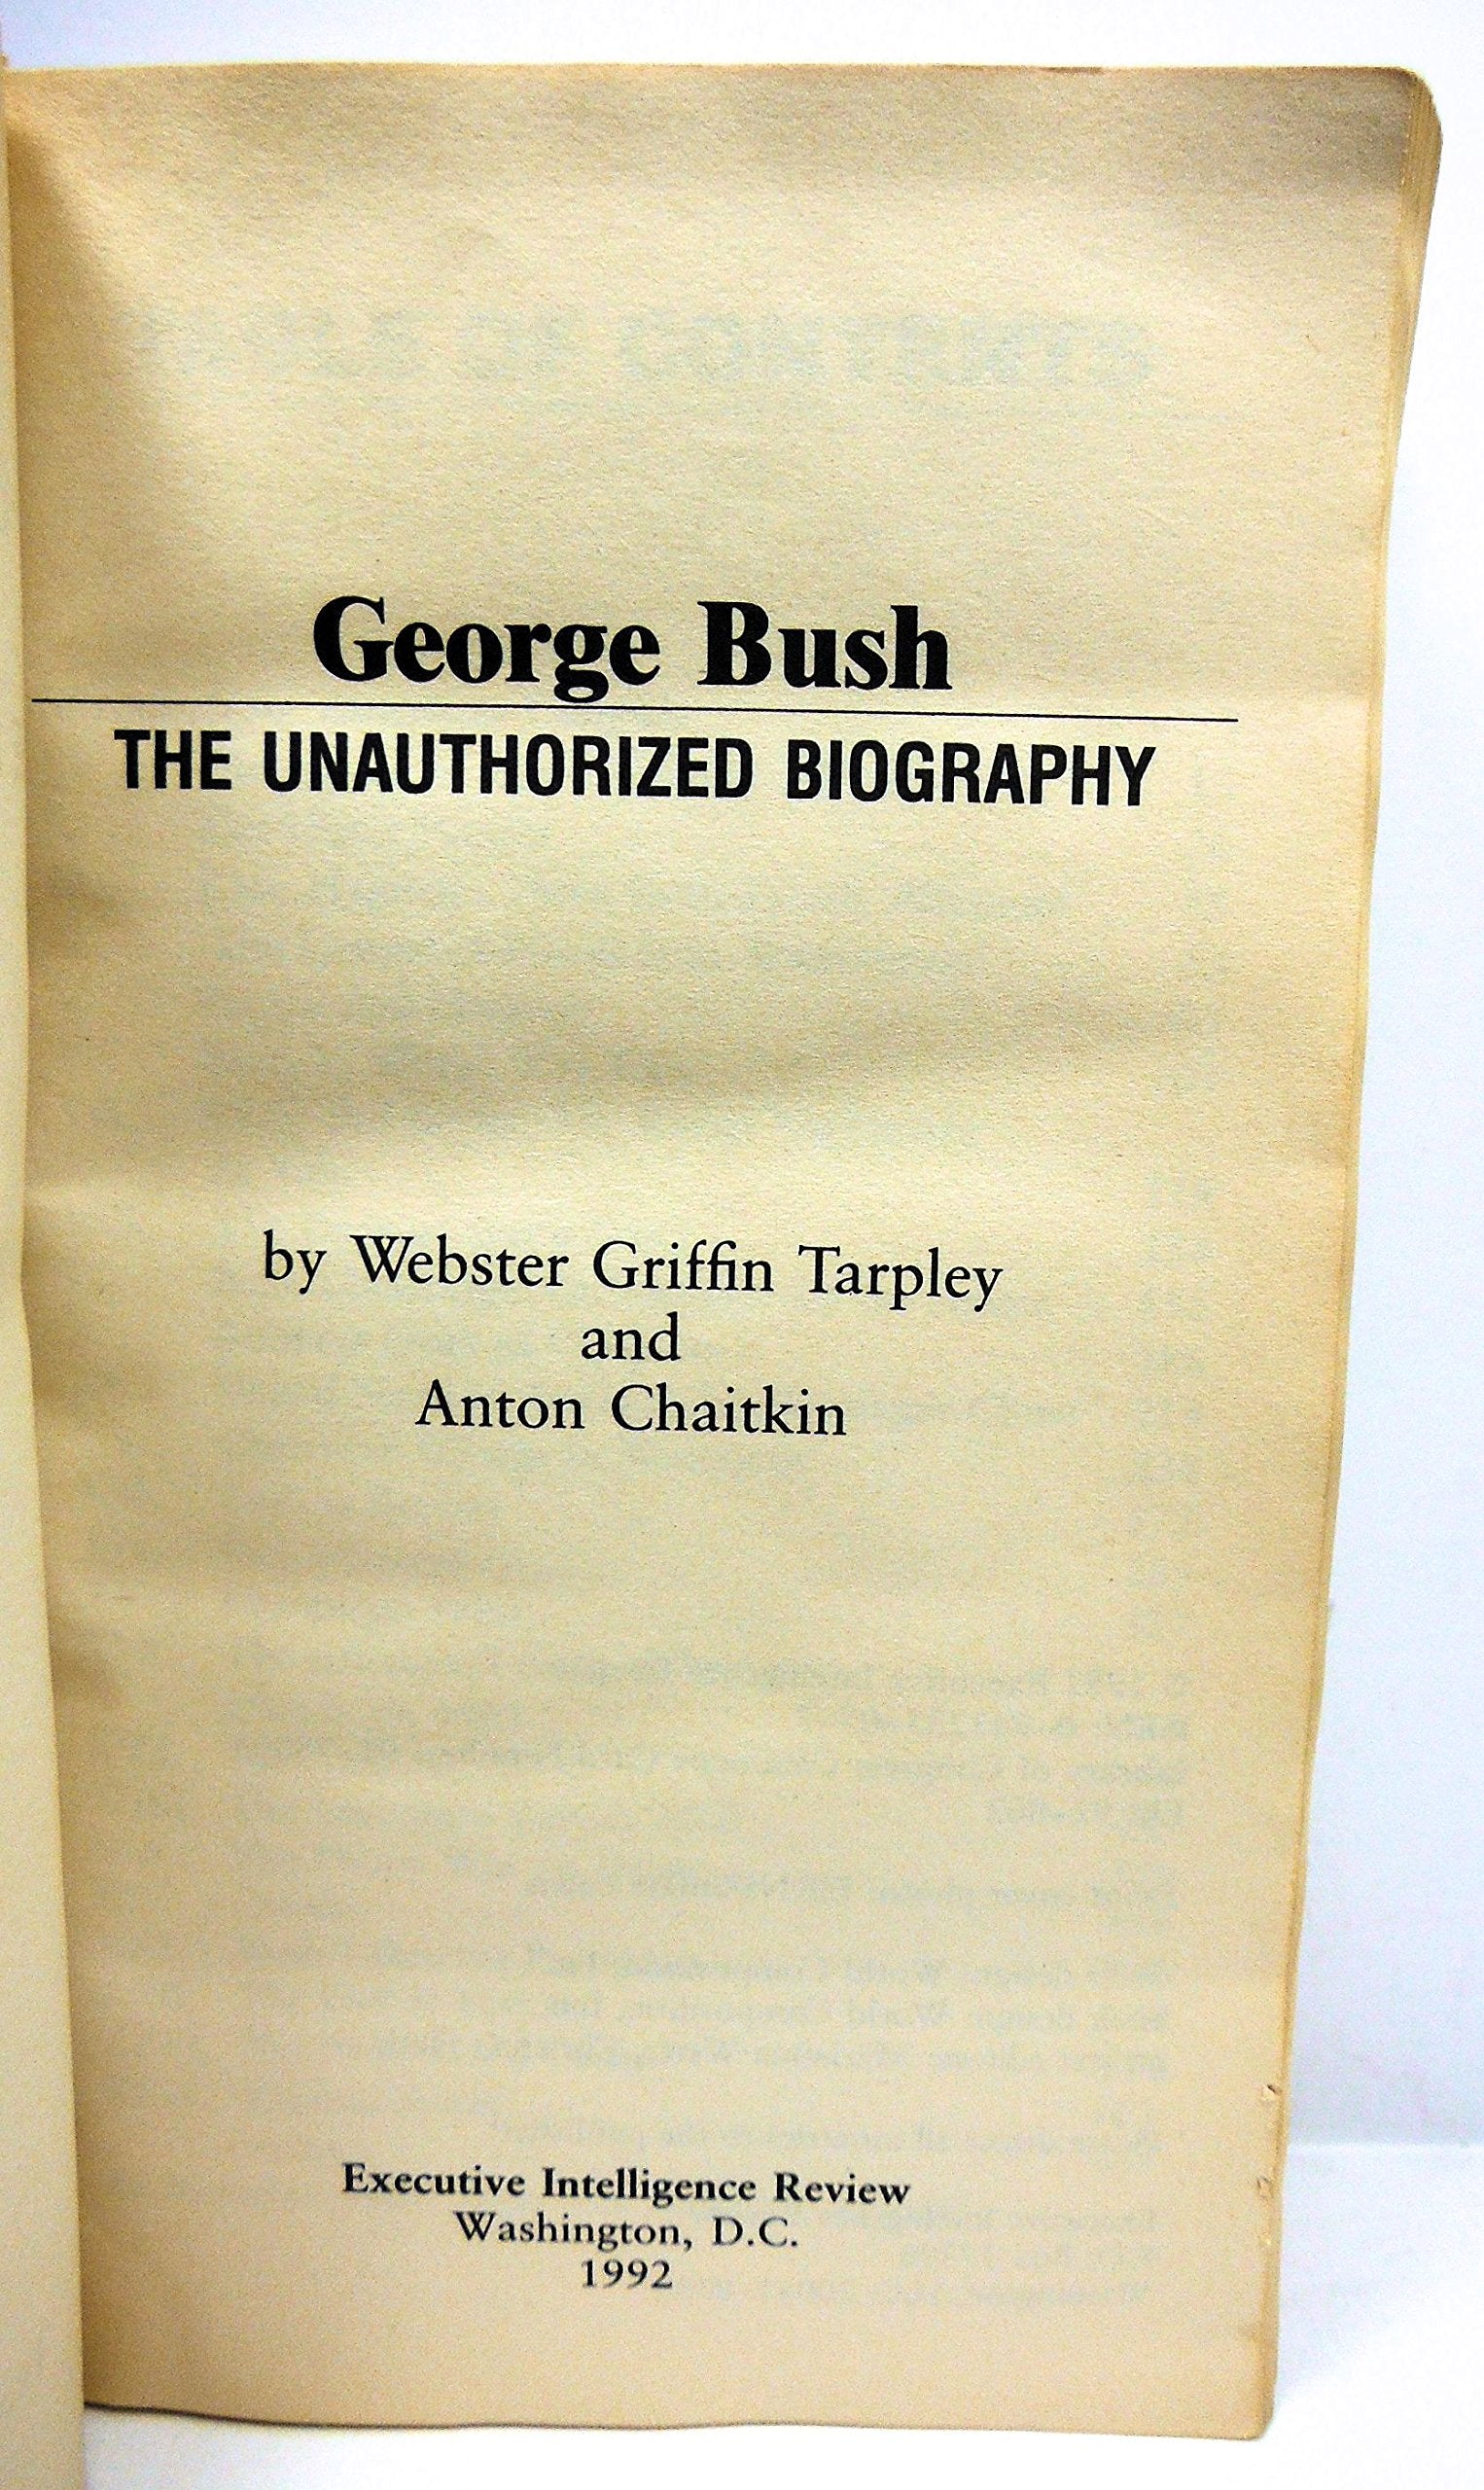 George Bush
THE UNAUTHORIZED BIOGRAPHY
by Webster Griffin Tarpley
and
Anton Chaitkin
Executive Intelligence Review
Washington, D.C.
1992